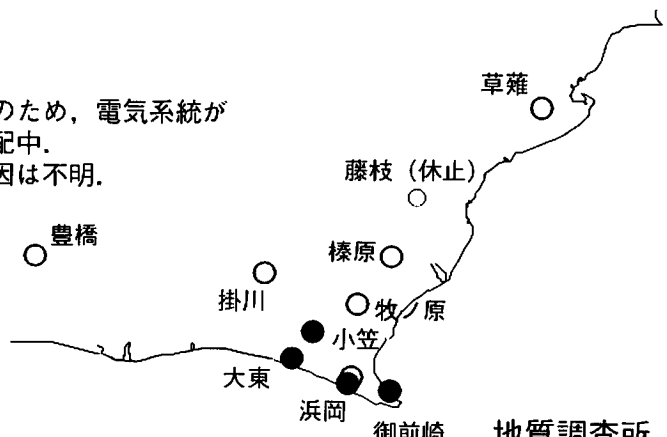 草薙
のため，電気系統が
配中．
因は不明．
藤枝（休止）
豊橋
榛原
掛川
牧ノ原
小笠
大東
浜岡
御前崎
地質調査所